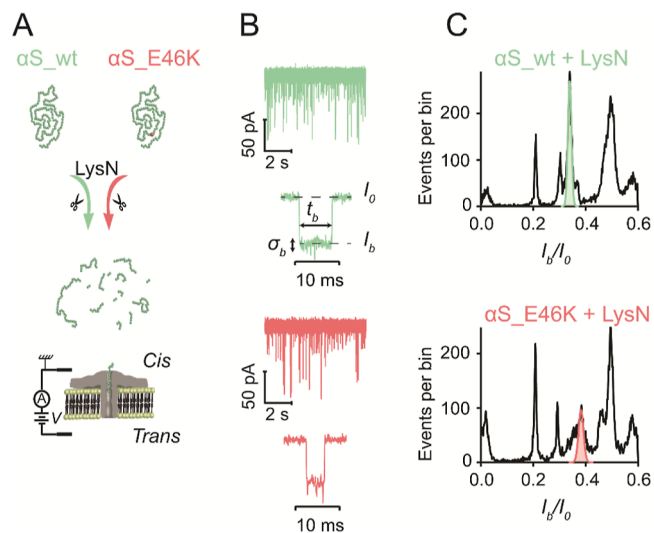 A
αS_wt
αS_E46K
LysN
Cis
A
V
Trans
B
50 pA
2 s
I0
tb
σb
Ib
10 ms
50 pA
2 s
10 ms
C
αS_wt + LysN
Events per bin
200
100
0
0.0 0.2 0.4 0.6
Ib/I0
αS_E46K + LysN
Events per bin
200
100
0
0.0 0.2 0.4 0.6
Ib/I0